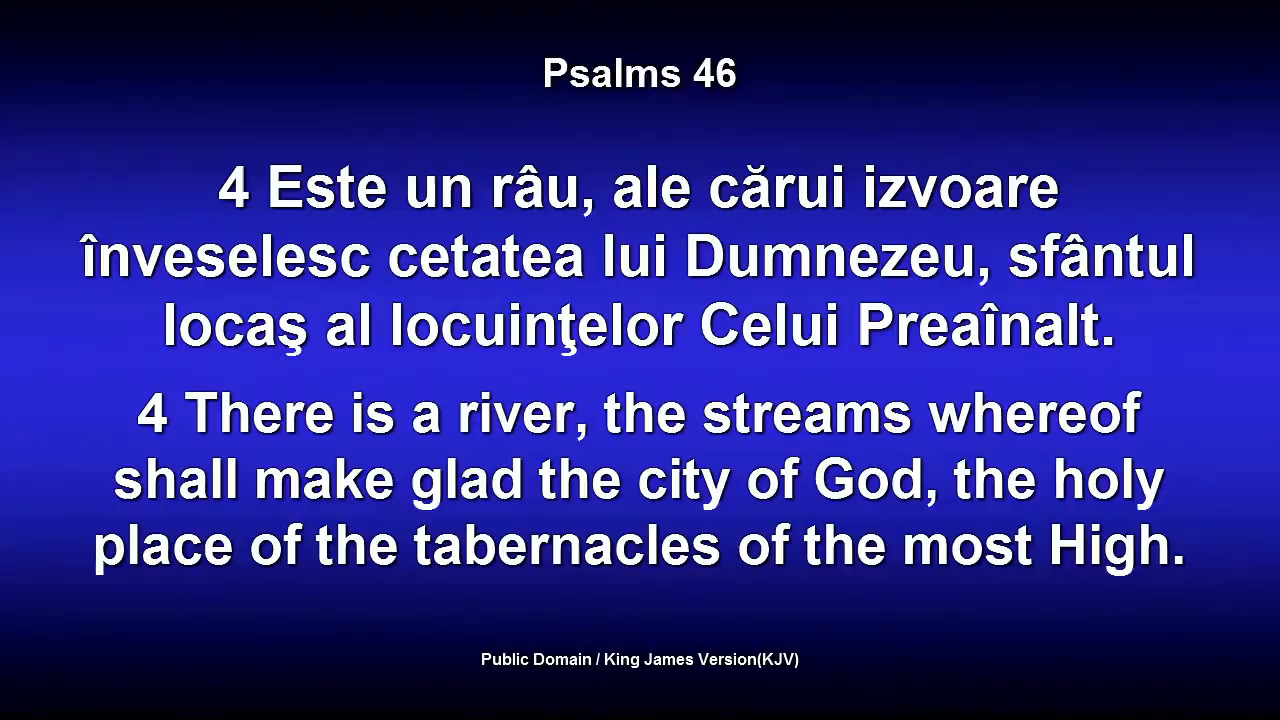 Psalms 46
4 Este un râu, ale cărui izvoare
înveselesc cetatea lui Dumnezeu, sfântul
locaş al locuinţelor Celui Preaînalt.
4 There is a river, the streams whereof
shall make glad the city of God, the holy
place of the tabernacles of the most High.
Public Domain / King James Version(KJV)